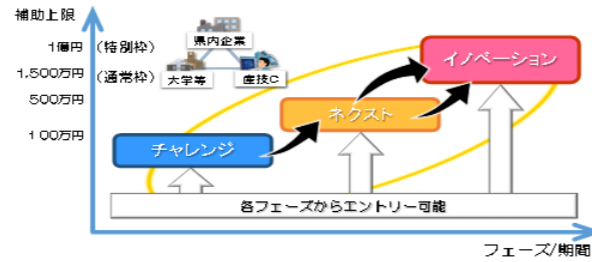 補助上限
1億円 (特別枠)
1,500万円 (通常枠)
500万円
100万円
県内企業
大学等
産技C
イノベーション
ネクスト
チャレンジ
各フェーズからエントリー可能
フェーズ/期間